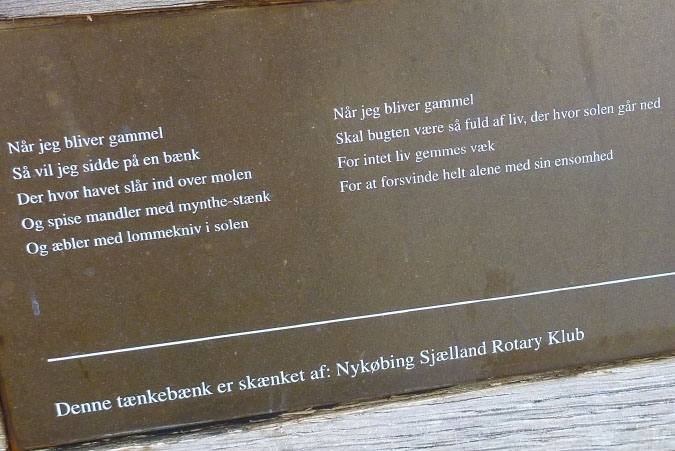 Når jeg bliver gammel
Så vil jeg sidde på en bænk
Der hvor havet slår ind over molen
Og spise mandler med mynthe-stænk
Og æbler med lommekniv i solen
Når jeg bliver gammel
Skal bugten være så fuld af liv, der hvor solen går ned
For intet liv gemmes væk
For at forsvinde helt alene med sin ensomhed
Denne tænkebænk er skænket af: Nykøbing Sjælland Rotary Klub